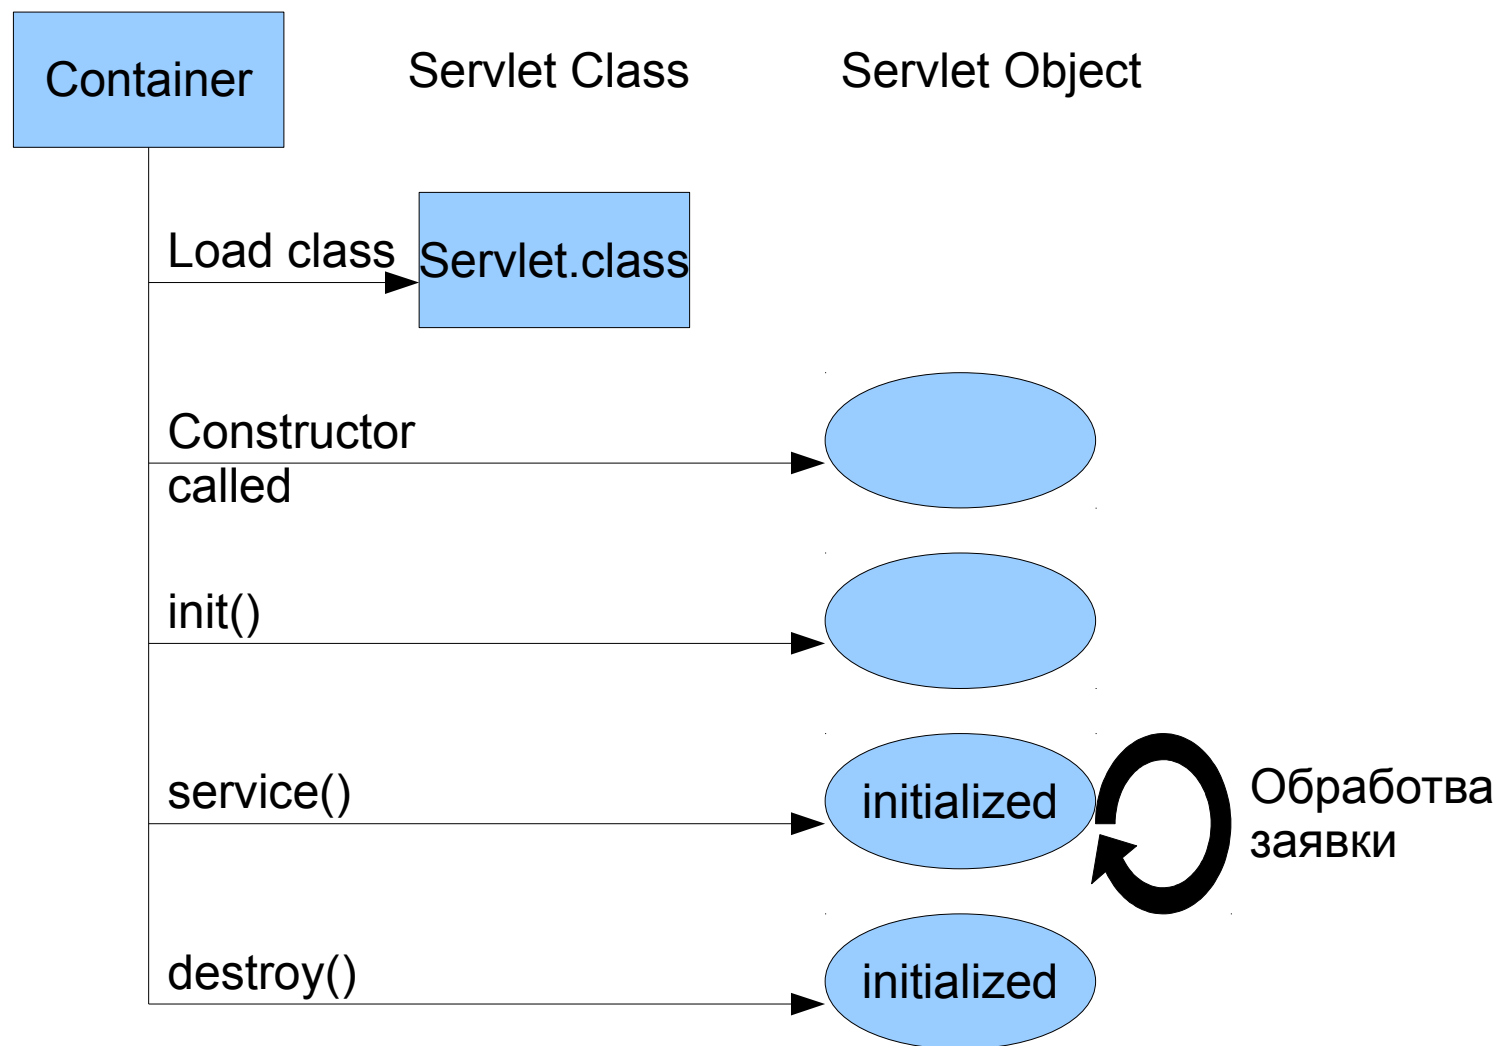 Container
Servlet Class
Servlet Object
Load class
Servlet.class
Constructor
called
init()
service()
initialized
Обработва
заявки
destroy()
initialized